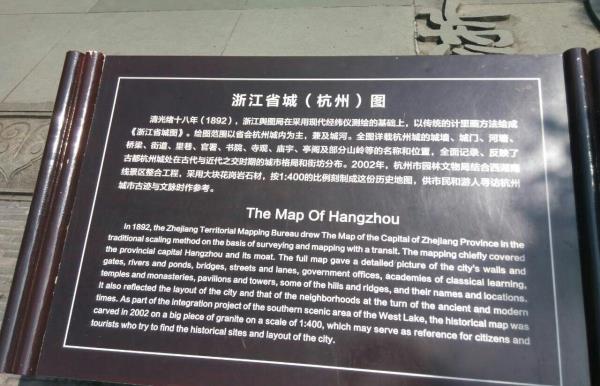 浙江省城（杭州）图
清光绪十八年（1892），浙江舆图局在采用现代经纬仪测绘的基础上，以传统的计里画方法绘成
《浙江省城图》。绘图范围以省会杭州城内为主，兼及城河。全图详载杭州城的城墙、城门、河塘、
桥梁、街道、里巷、官署、书院、寺观、庙宇、亭阁及部分山岭等的名称和位置，全面记录、反映了
古都杭州城处在古代与近代之交时期的城市格局和街坊分布。2002年，杭州市园林文物局结合西湖南
线景区整合工程，采用大块花岗岩石材，按1:400的比例刻制成这份历史地图，供市民和游人寻访杭州
城市古迹与文脉时作参考。
The Map Of Hangzhou
In 1892, the Zhejiang Territorial Mapping Bureau drew The Map of the Capital of Zhejiang Province in the
traditional scaling method on the basis of surveying and mapping with a transit. The mapping chiefly covered
the provincial capital Hangzhou and its moat. The full map gave a detailed picture of the city's walls and
gates, rivers and ponds, bridges, streets and lanes, government offices, academies of classical learning,
temples and monasteries, pavilions and towers, some of the hills and ridges, and their names and locations.
It also reflected the layout of the city and that of the neighborhoods at the turn of the ancient and modern
times. As part of the integration project of the southern scenic area of the West Lake, the historical map was
carved in 2002 on a big piece of granite on a scale of 1:400, which may serve as reference for citizens and
tourists who try to find the historical sites and layout of the city.